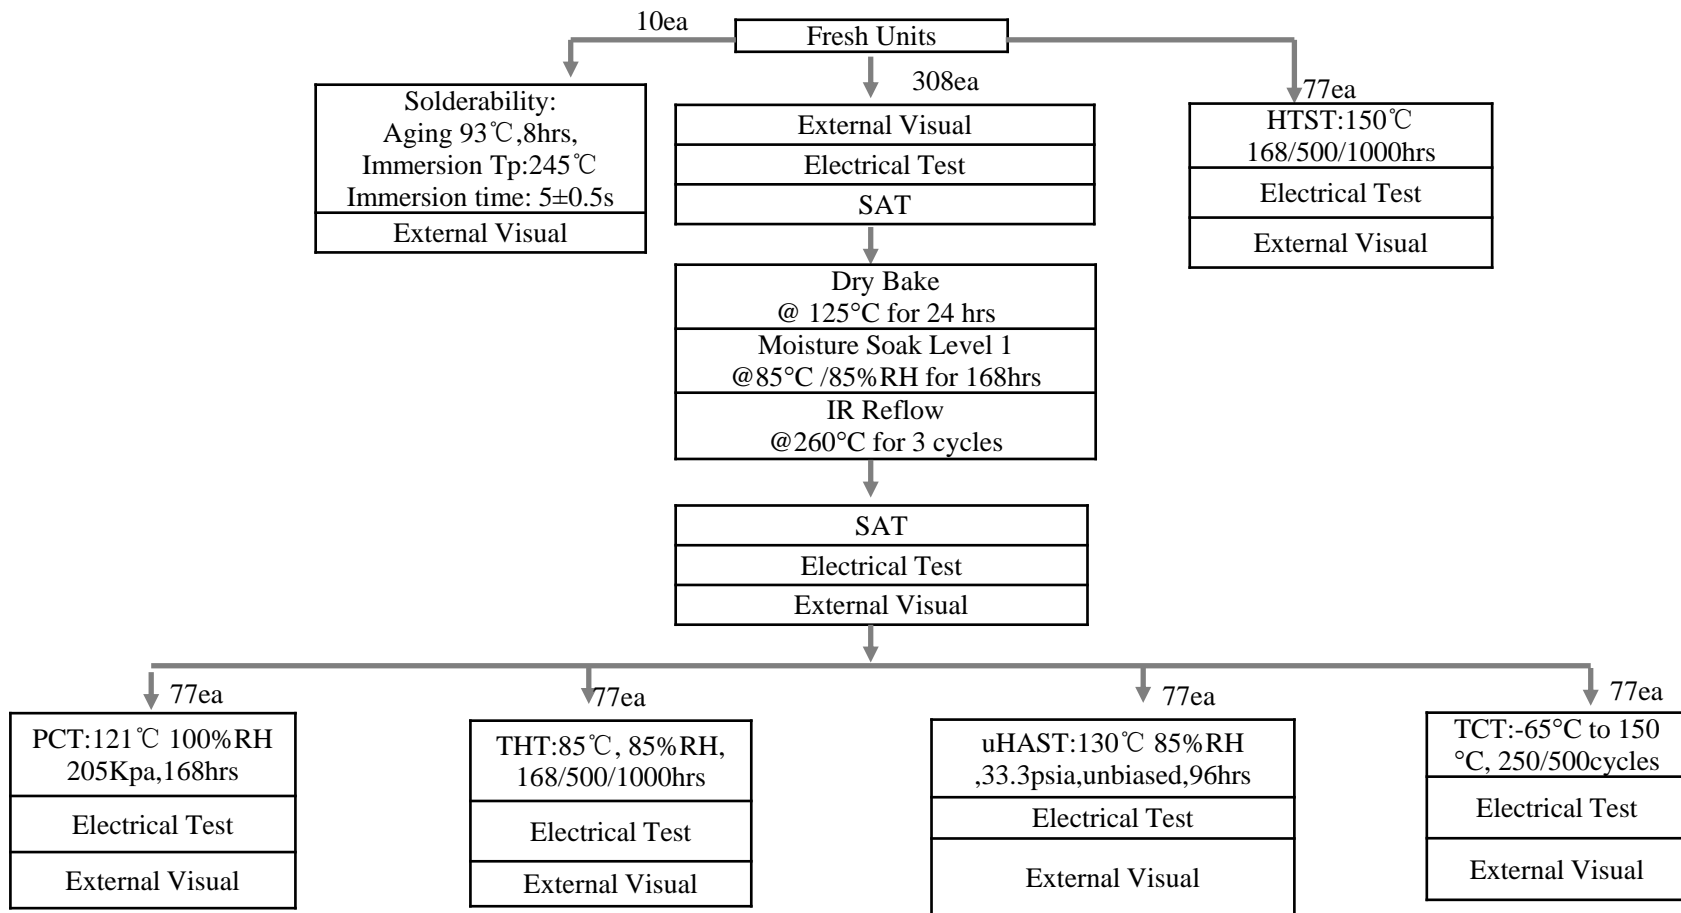 10ea
Fresh Units
308ea
77ea
Solderability:
Aging 93℃,8hrs,
Immersion Tp:245℃
Immersion time: 5±0.5s
External Visual
External Visual
Electrical Test
SAT
HTST:150℃
168/500/1000hrs
Electrical Test
External Visual
Dry Bake
@ 125°C for 24 hrs
Moisture Soak Level 1
@85°C /85%RH for 168hrs
IR Reflow
@260°C for 3 cycles
SAT
Electrical Test
External Visual
77ea
77ea
77ea
77ea
PCT:121℃ 100%RH
205Kpa,168hrs
Electrical Test
External Visual
THT:85℃, 85%RH,
168/500/1000hrs
Electrical Test
External Visual
uHAST:130℃ 85%RH
,33.3psia,unbiased,96hrs
Electrical Test
External Visual
TCT:-65°C to 150
°C, 250/500cycles
Electrical Test
External Visual